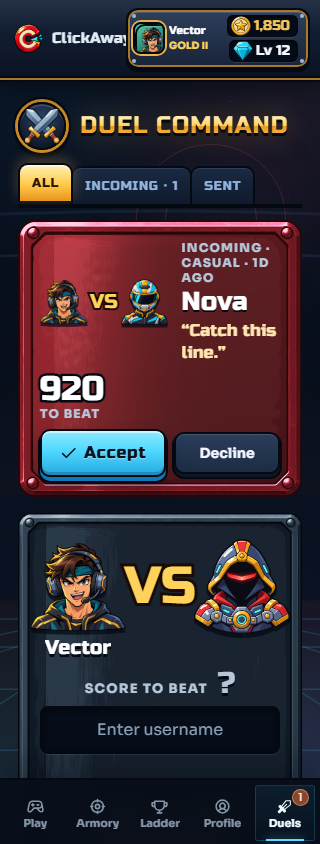 ClickAway
Vector
GOLD II
1,850
Lv 12
DUEL COMMAND
ALL
INCOMING · 1
SENT
INCOMING ·
CASUAL · 1D
AGO
VS
Nova
“Catch this
line.”
920
TO BEAT
Accept
Decline
VS
Vector
SCORE TO BEAT ?
Enter username
Play
Armory
Ladder
Profile
1
Duels